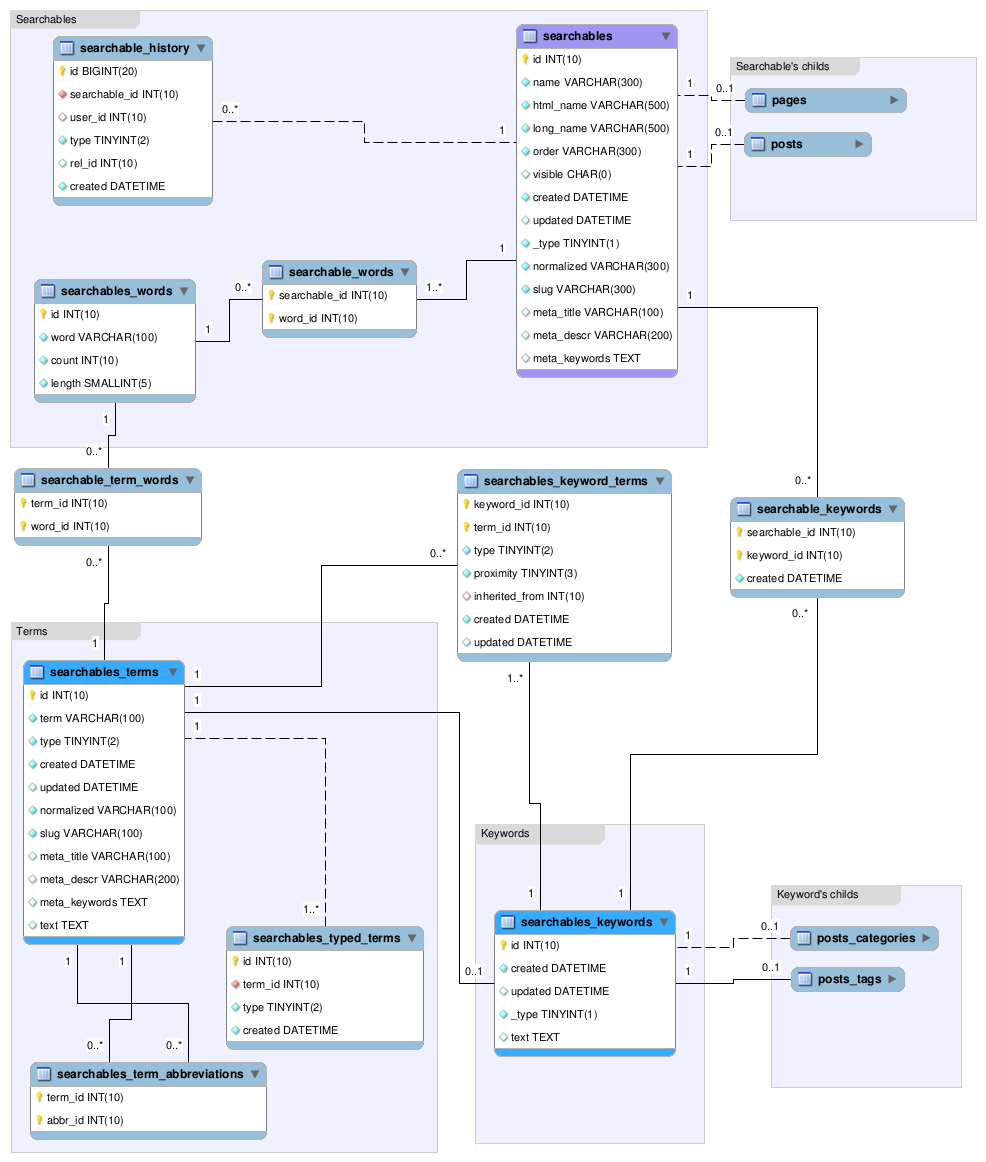 Searchables
searchable_history
id BIGINT(20)
searchable_id INT(10)
user_id INT(10)
type TINYINT(2)
rel_id INT(10)
created DATETIME
0..*
1
searchables
id INT(10)
name VARCHAR(300)
html_name VARCHAR(500)
long_name VARCHAR(500)
order VARCHAR(300)
visible CHAR(0)
created DATETIME
updated DATETIME
_type TINYINT(1)
normalized VARCHAR(300)
slug VARCHAR(300)
meta_title VARCHAR(100)
meta_descr VARCHAR(200)
meta_keywords TEXT
1
0..1
1
0..1
Searchable's childs
pages
posts
searchables_words
id INT(10)
word VARCHAR(100)
count INT(10)
length SMALLINT(5)
1
0..*
searchable_words
searchable_id INT(10)
word_id INT(10)
1..*
1
1
0..*
1
0..*
searchable_term_words
term_id INT(10)
word_id INT(10)
0..*
1
searchables_keyword_terms
keyword_id INT(10)
term_id INT(10)
type TINYINT(2)
proximity TINYINT(3)
inherited_from INT(10)
created DATETIME
updated DATETIME
0..*
1..*
searchable_keywords
searchable_id INT(10)
keyword_id INT(10)
created DATETIME
0..*
Terms
searchables_terms
id INT(10)
term VARCHAR(100)
type TINYINT(2)
created DATETIME
updated DATETIME
normalized VARCHAR(100)
slug VARCHAR(100)
meta_title VARCHAR(100)
meta_descr VARCHAR(200)
meta_keywords TEXT
text TEXT
1
1
1
1
1
1..*
0..*
0..*
searchables_typed_terms
id INT(10)
term_id INT(10)
type TINYINT(2)
created DATETIME
searchables_term_abbreviations
term_id INT(10)
abbr_id INT(10)
Keywords
1
1
0..1
searchables_keywords
id INT(10)
created DATETIME
updated DATETIME
_type TINYINT(1)
text TEXT
1
0..1
1
0..1
Keyword's childs
posts_categories
posts_tags